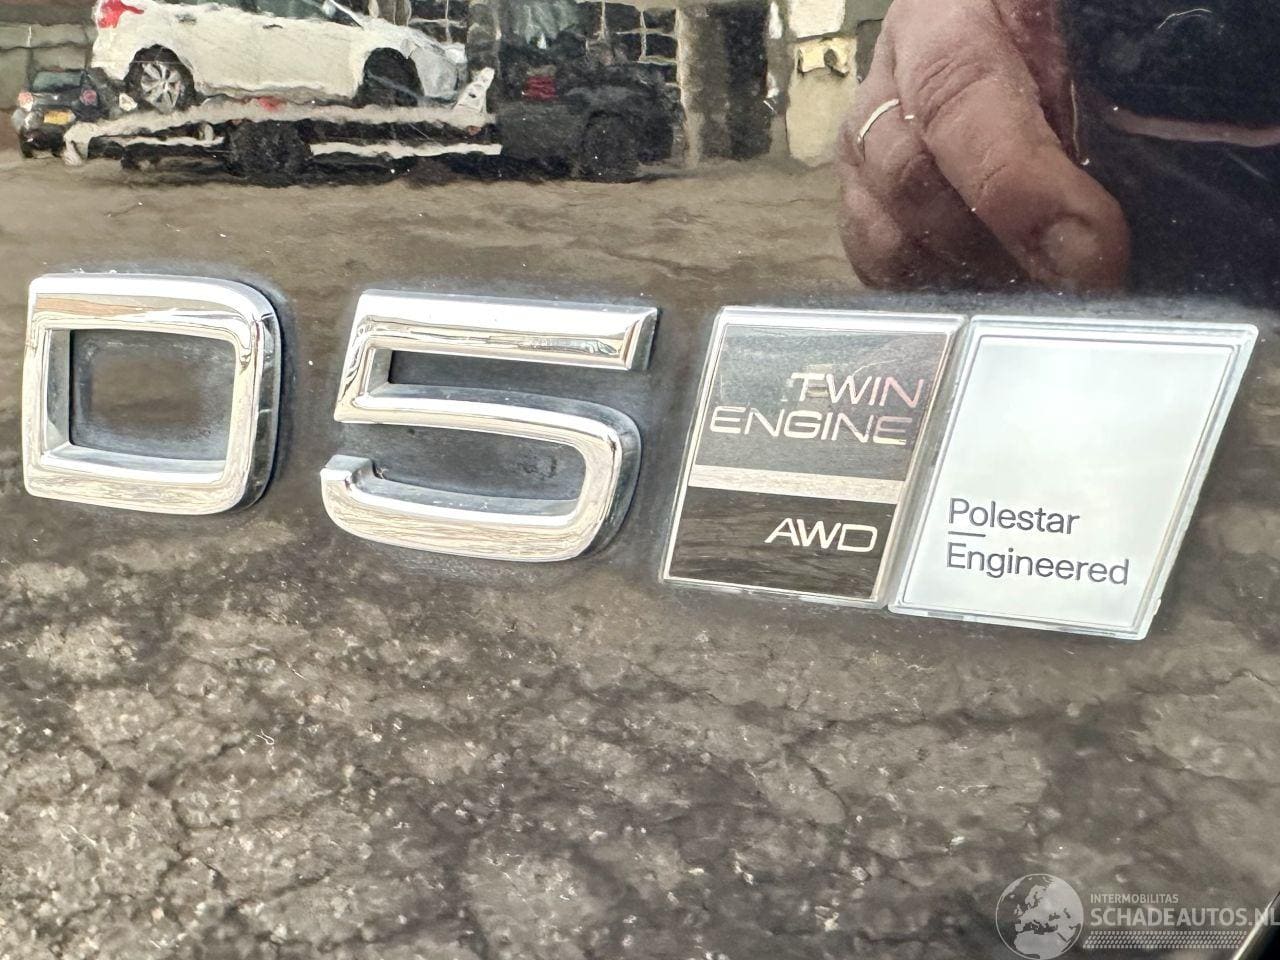 D5
TWIN
ENGINE
AWD
Polestar
Engineered
INTERMOBILITAS
SCHADEAUTOS.NL